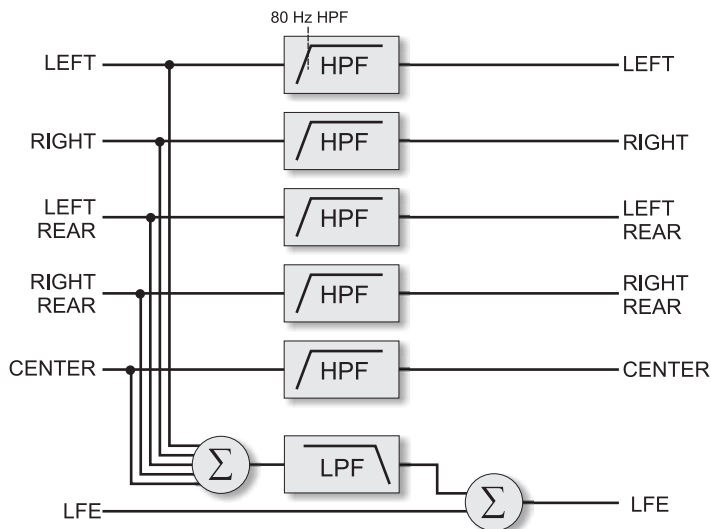 80 Hz HPF
LEFT HPF LEFT
RIGHT HPF RIGHT
LEFT
REAR
HPF
LEFT
REAR
RIGHT
REAR
HPF
RIGHT
REAR
CENTER HPF CENTER
Σ LPF
LFE Σ LFE